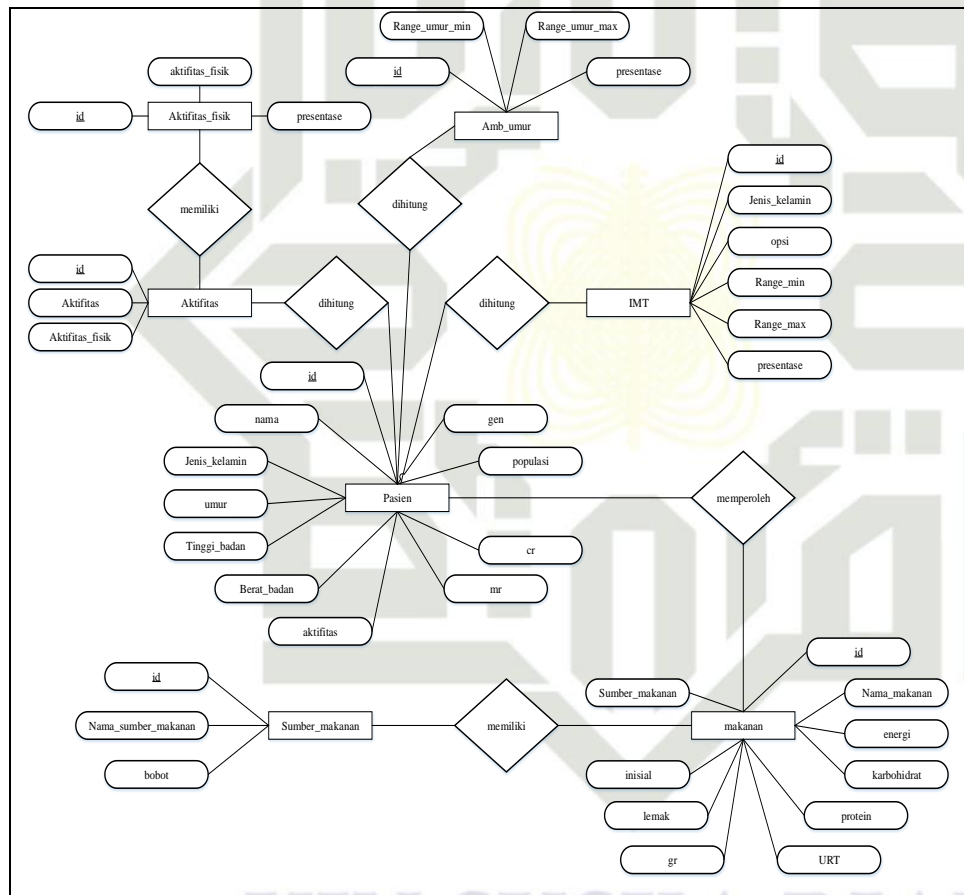 Range_umur_min
Range_umur_max
aktifitas_fisik
id
presentase
id
Aktifitas_fisik
presentase
Amb_umur
id
Jenis_kelamin
memiliki
dihitung
opsi
id
Range_min
Aktifitas
Aktifitas
dihitung
dihitung
IMT
Range_max
Aktifitas_fisik
presentase
id
nama
gen
Jenis_kelamin
populasi
umur
Pasien
memperoleh
Tinggi_badan
cr
Berat_badan
mr
aktifitas
id
id
Sumber_makanan
Nama_makanan
Nama_sumber_makanan
Sumber_makanan
memiliki
makanan
energi
bobot
inisial
karbohidrat
lemak
protein
gr
URT